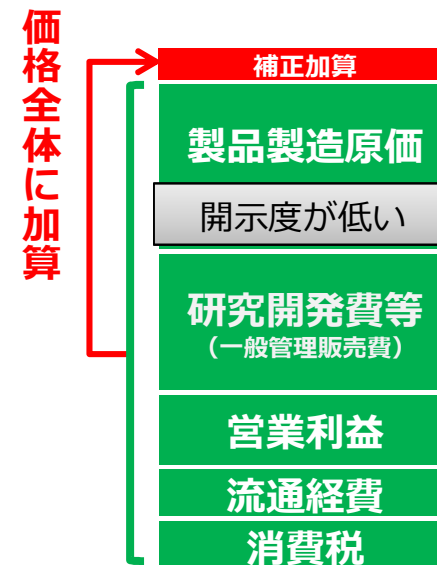 価格全体に加算
補正加算
製品製造原価
開示度が低い
研究開発費等
（一般管理販売費）
営業利益
流通経費
消費税